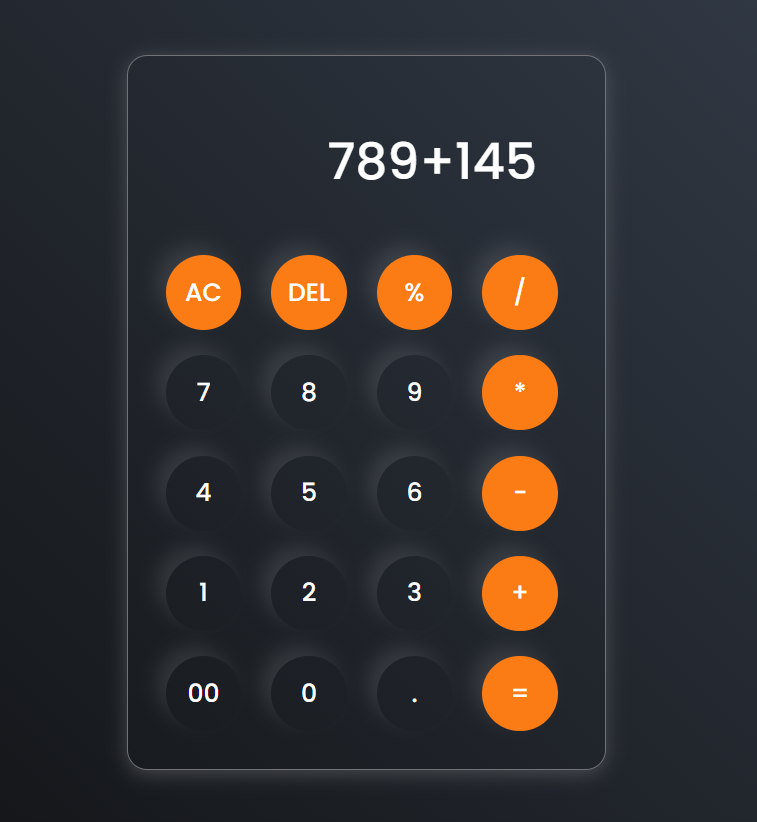 789+145
AC DEL % /
7 8 9 *
4 5 6 -
1 2 3 +
00 0 . =